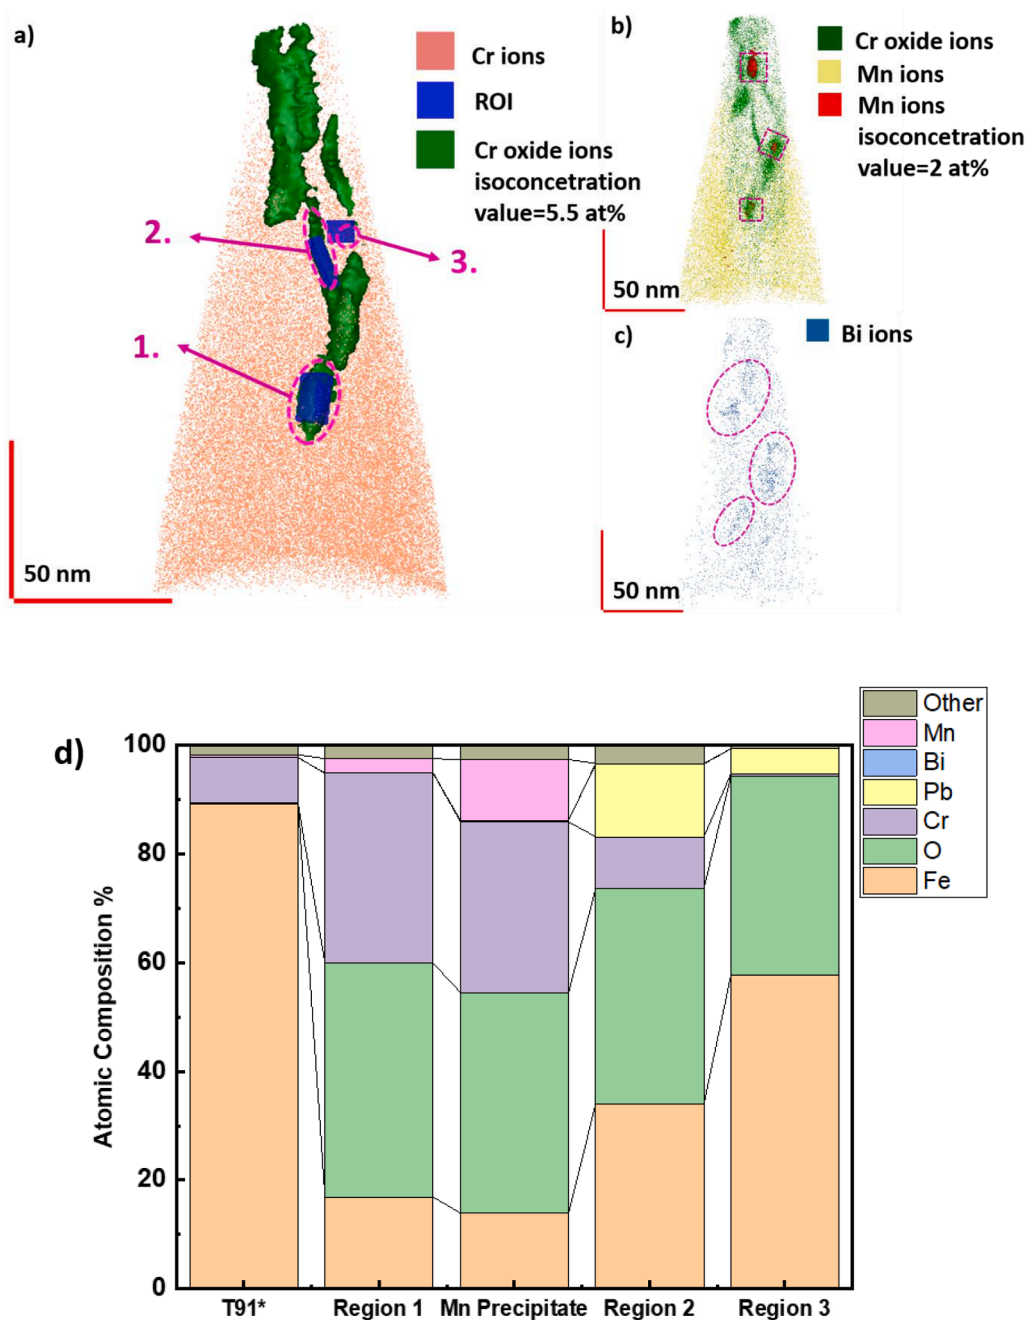 a)
Cr ions
ROI
Cr oxide ions
isoconcetration
value=5.5 at%
2.
3.
1.
50 nm
b)
Cr oxide ions
Mn ions
Mn ions
isoconcetration
value=2 at%
50 nm
c)
Bi ions
50 nm
d)
Other
Mn
Bi
Pb
Cr
O
Fe
Atomic Composition %
100
80
60
40
20
0
T91*
Region 1
Mn Precipitate
Region 2
Region 3